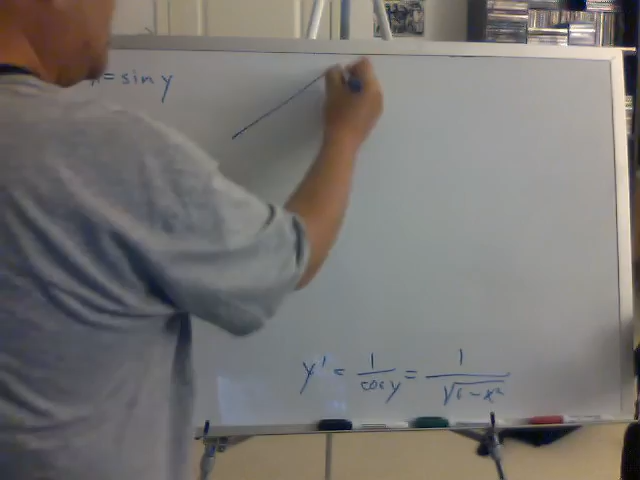 x = sin y
y' = 1/cos y = 1/√1-x²